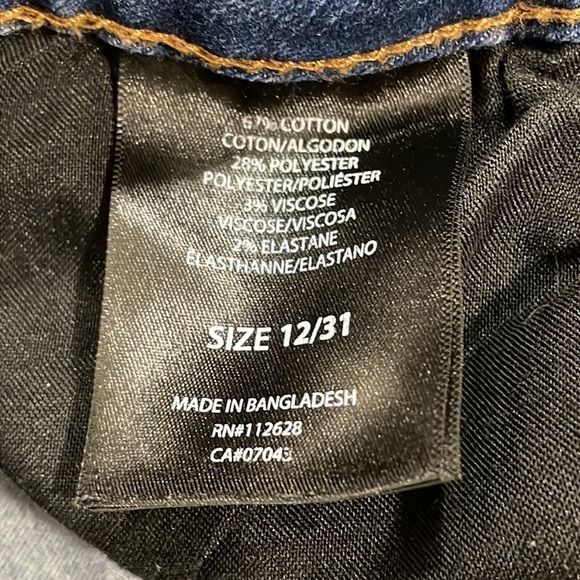 67% COTTON
COTON/ALGODON
28% POLYESTER
POLYESTER/POLIÉSTER
3% VISCOSE
VISCOSE/VISCOSA
2% ELASTANE
ÉLASTHANNE/ELASTANO
SIZE 12/31
MADE IN BANGLADESH
RN#112628
CA#07043